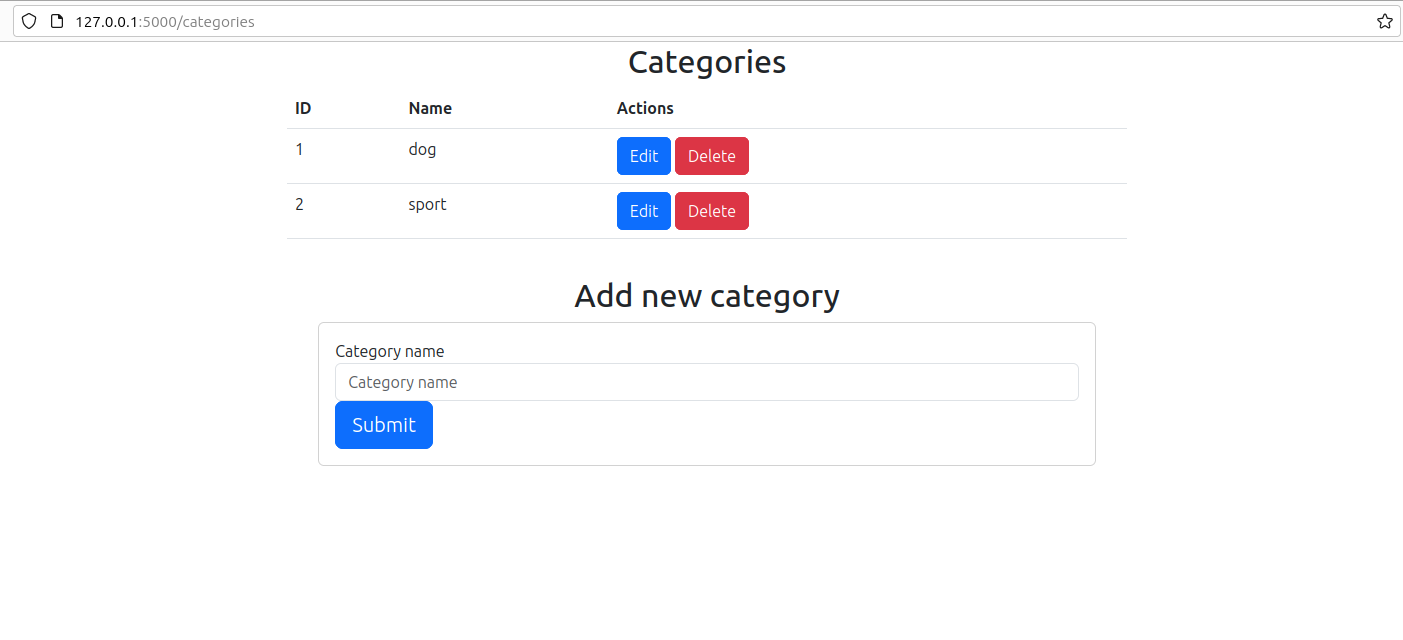 127.0.0.1:5000/categories
Categories
ID Name Actions
1 dog Edit Delete
2 sport Edit Delete
Add new category
Category name
Category name
Submit